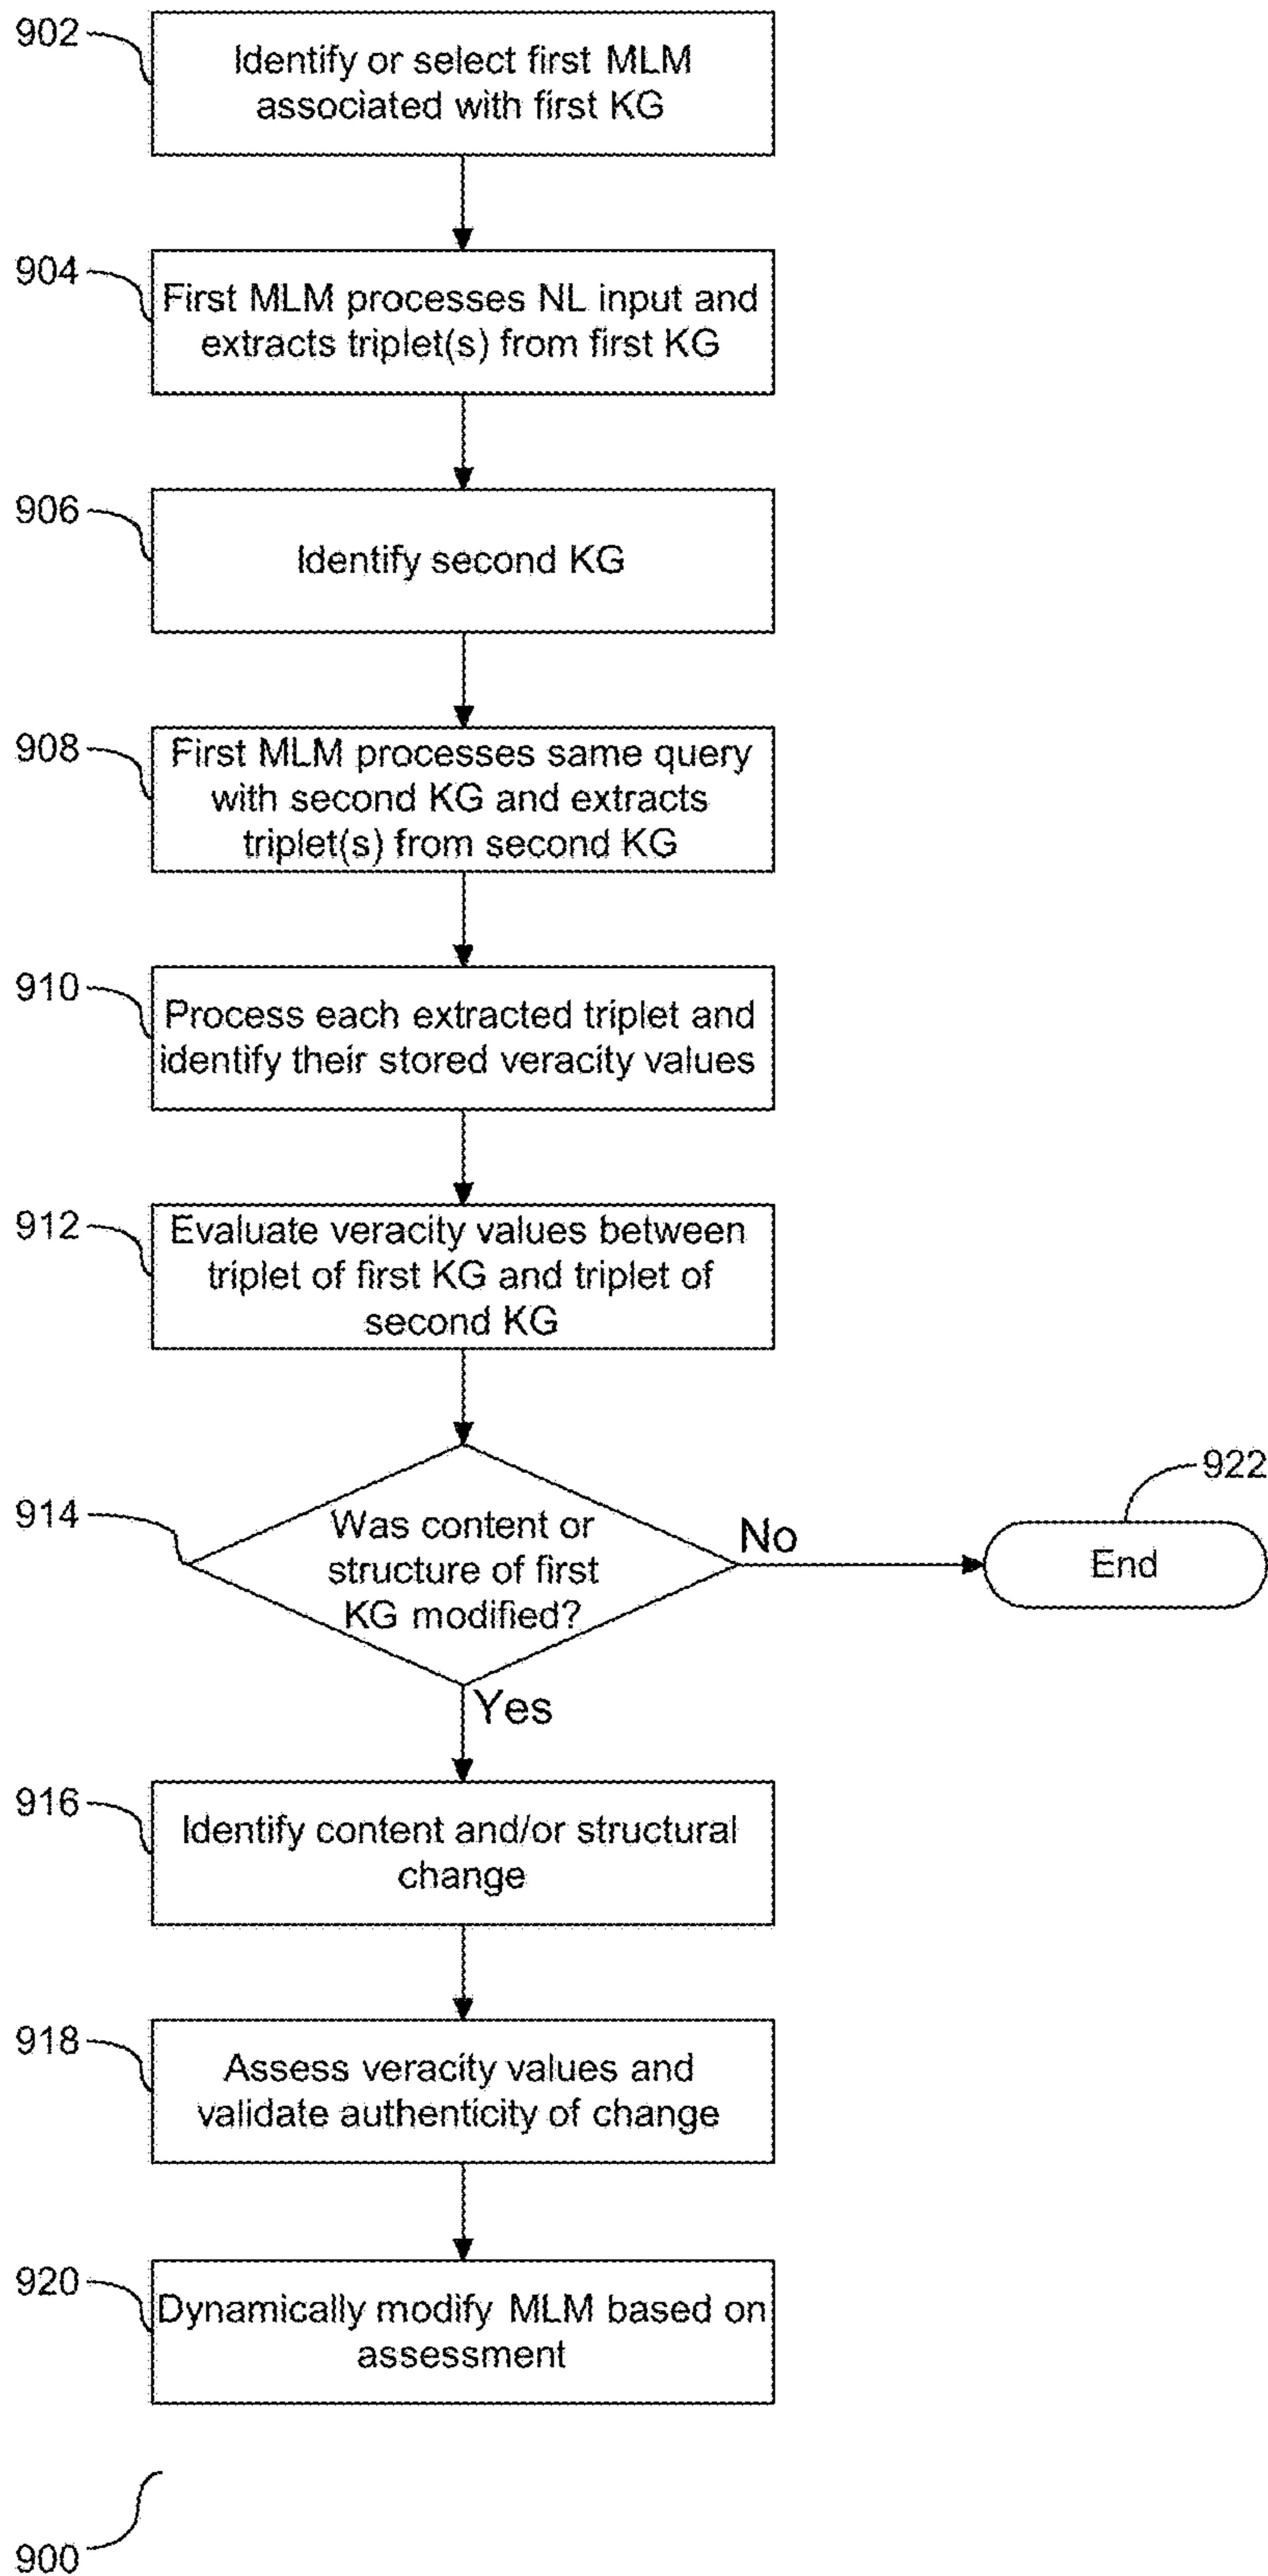 902
Identify or select first MLM
associated with first KG
904
First MLM processes NL input and
extracts triplet(s) from first KG
906
Identify second KG
908
First MLM processes same query
with second KG and extracts
triplet(s) from second KG
910
Process each extracted triplet and
identify their stored veracity values
912
Evaluate veracity values between
triplet of first KG and triplet of
second KG
914
Was content or
structure of first
KG modified?
No
922
End
Yes
916
Identify content and/or structural
change
918
Assess veracity values and
validate authenticity of change
920
Dynamically modify MLM based on
assessment
900